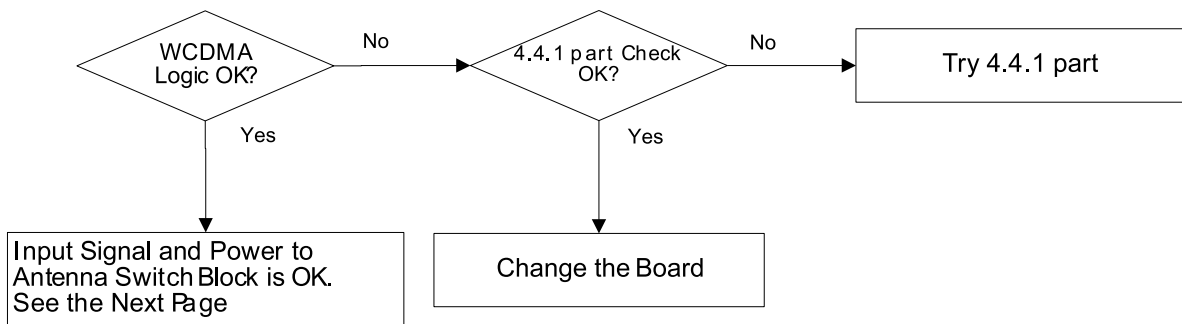 WCDMA
Logic OK?
No
4.4.1 part Check
OK?
No
Try 4.4.1 part
Yes
Yes
Input Signal and Power to
Antenna Switch Block is OK.
See the Next Page
Change the Board